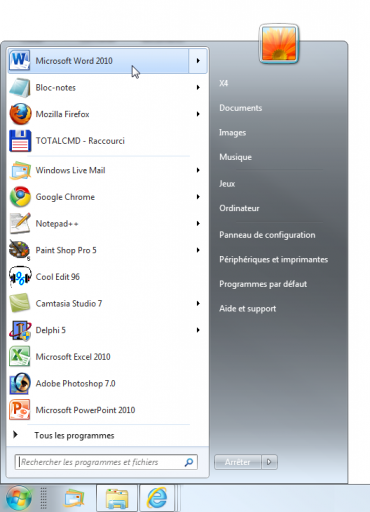 Microsoft Word 2010
Bloc-notes
Mozilla Firefox
TOTALCMD - Raccourci
Windows Live Mail
Google Chrome
Notepad++
Paint Shop Pro 5
Cool Edit 96
Camtasia Studio 7
Delphi 5
Microsoft Excel 2010
Adobe Photoshop 7.0
Microsoft PowerPoint 2010
Tous les programmes
Rechercher les programmes et fichiers
X4
Documents
Images
Musique
Jeux
Ordinateur
Panneau de configuration
Périphériques et imprimantes
Programmes par défaut
Aide et support
Arrêter